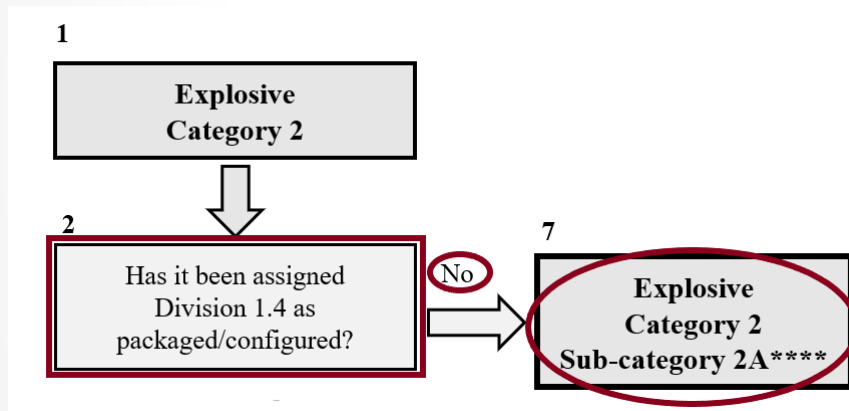 1
Explosive
Category 2
2
Has it been assigned
Division 1.4 as
packaged/configured?
No
7
Explosive
Category 2
Sub-category 2A****